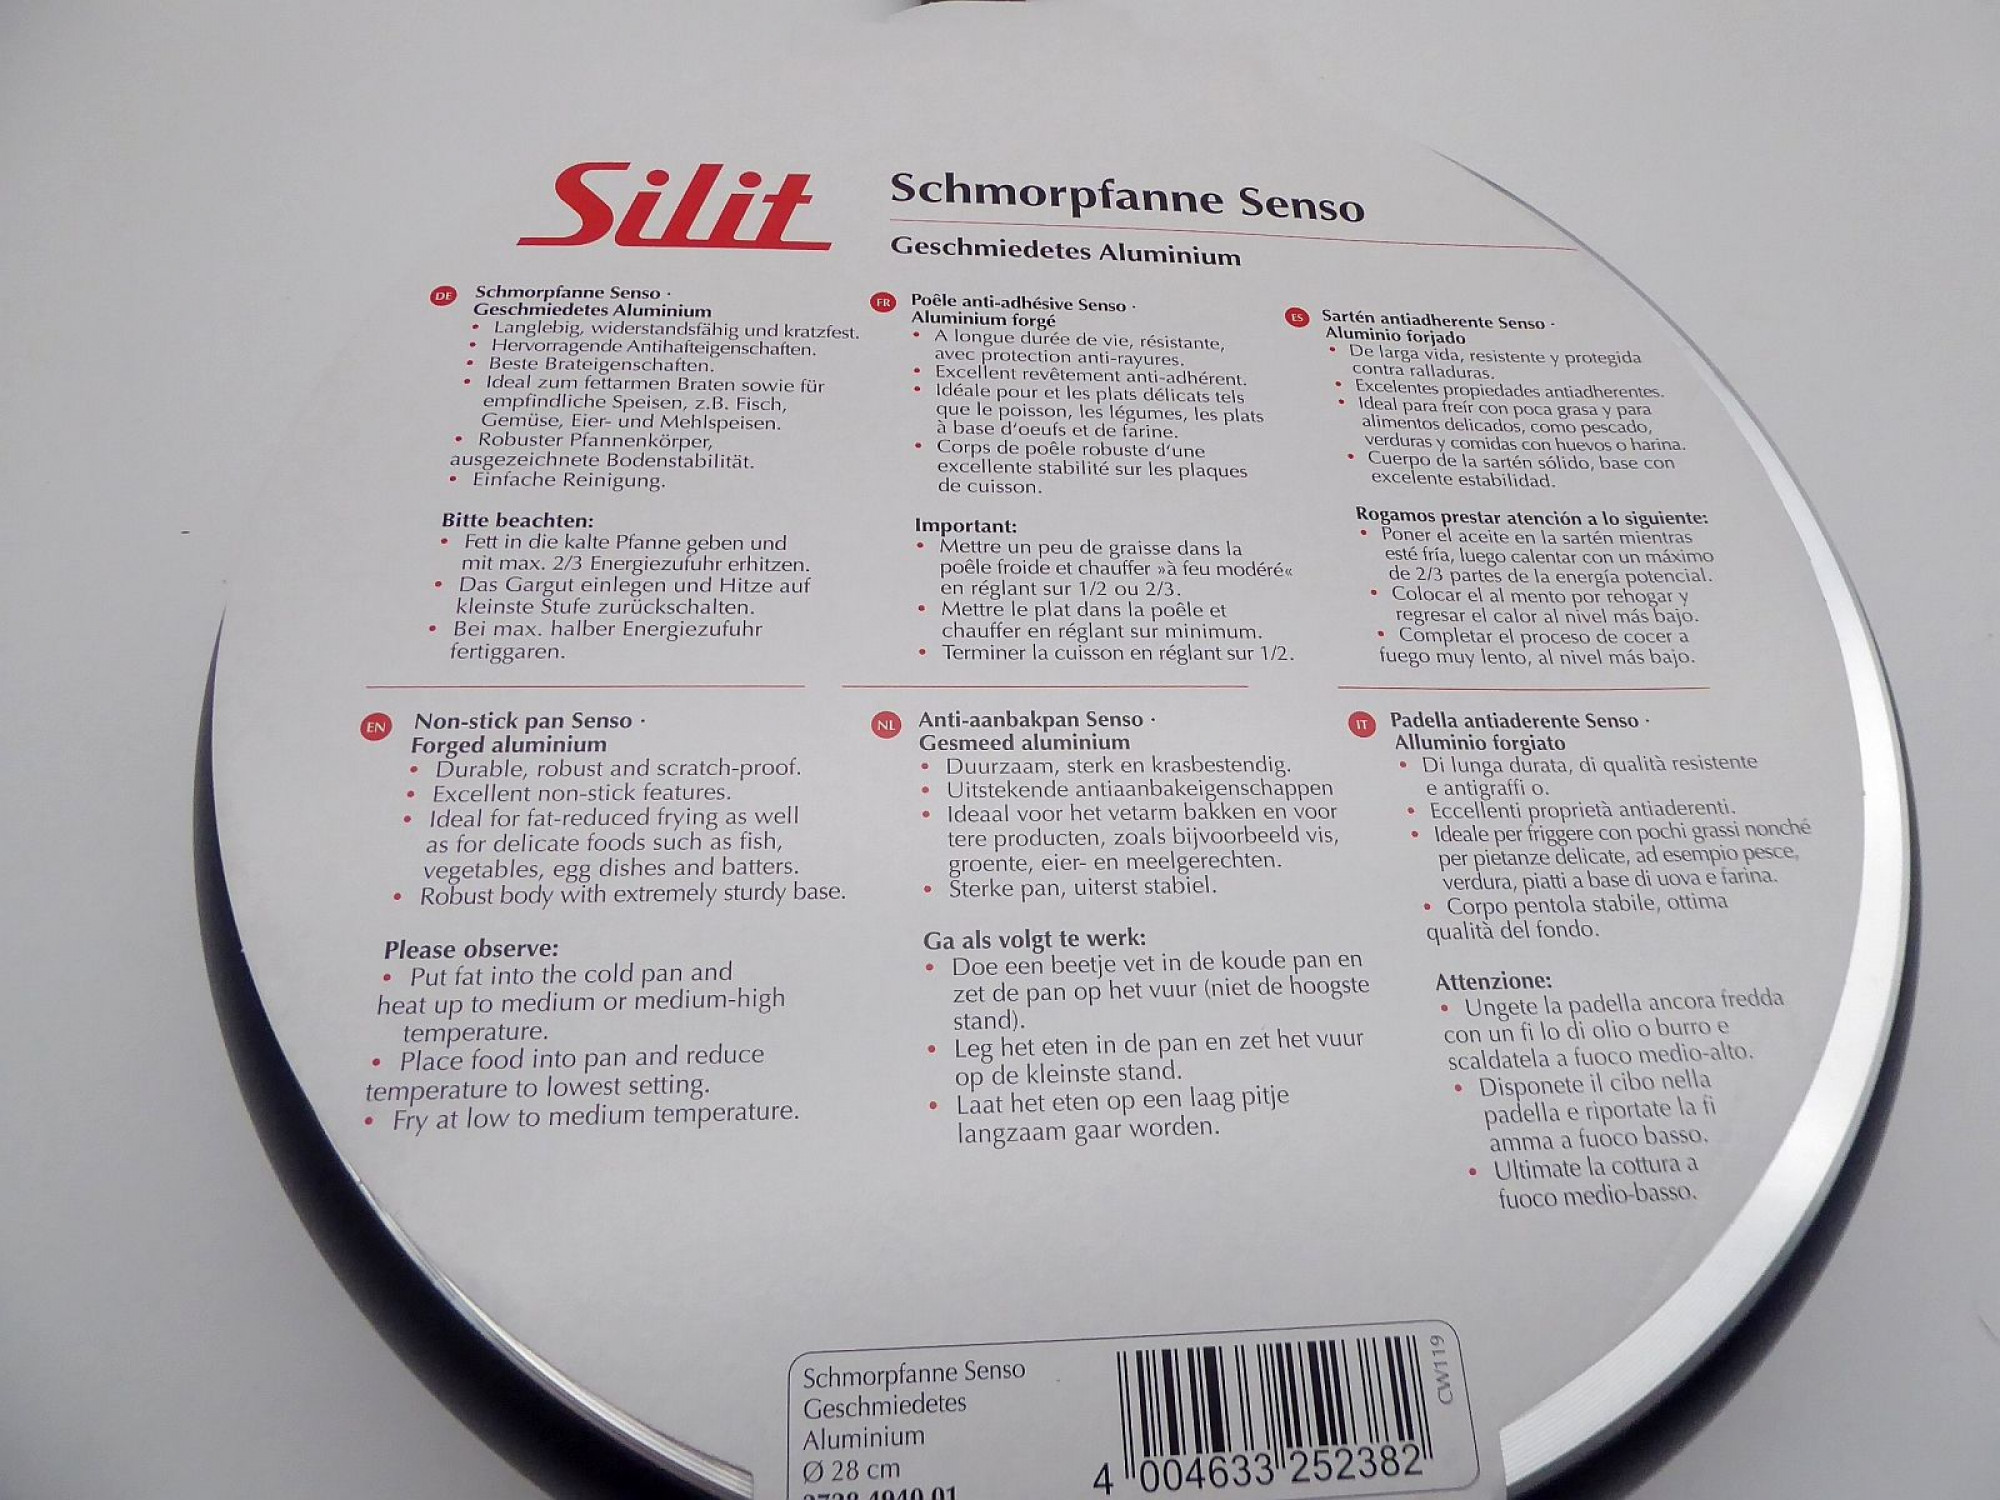 Silit
Schmorpfanne Senso
Geschmiedetes Aluminium
DE
Schmorpfanne Senso ·
Geschmiedetes Aluminium
• Langlebig, widerstandsfähig und kratzfest.
• Hervorragende Antihafteigenschaften.
• Beste Brateigenschaften.
• Ideal zum fettarmen Braten sowie für
empfindliche Speisen, z.B. Fisch,
Gemüse, Eier- und Mehlspeisen.
• Robuster Pfannenkörper,
ausgezeichnete Bodenstabilität.
• Einfache Reinigung.
Bitte beachten:
• Fett in die kalte Pfanne geben und
mit max. 2/3 Energiezufuhr erhitzen.
• Das Gargut einlegen und Hitze auf
kleinste Stufe zurückschalten.
• Bei max. halber Energiezufuhr
fertiggaren.
FR
Poêle anti-adhésive Senso ·
Aluminium forgé
• A longue durée de vie, résistante,
avec protection anti-rayures.
• Excellent revêtement anti-adhérent.
• Idéale pour et les plats délicats tels
que le poisson, les légumes, les plats
à base d'oeufs et de farine.
• Corps de poêle robuste d'une
excellente stabilité sur les plaques
de cuisson.
Important:
• Mettre un peu de graisse dans la
poêle froide et chauffer »à feu modéré«
en réglant sur 1/2 ou 2/3.
• Mettre le plat dans la poêle et
chauffer en réglant sur minimum.
• Terminer la cuisson en réglant sur 1/2.
ES
Sartén antiadherente Senso ·
Aluminio forjado
• De larga vida, resistente y protegida
contra ralladuras.
• Excelentes propiedades antiadherentes.
• Ideal para freír con poca grasa y para
alimentos delicados, como pescado,
verduras y comidas con huevos o harina.
• Cuerpo de la sartén sólido, base con
excelente estabilidad.
Rogamos prestar atención a lo siguiente:
• Poner el aceite en la sartén mientras
esté fría, luego calentar con un máximo
de 2/3 partes de la energía potencial.
• Colocar el al mento por rehogar y
regresar el calor al nivel más bajo.
• Completar el proceso de cocer a
fuego muy lento, al nivel más bajo.
EN
Non-stick pan Senso ·
Forged aluminium
• Durable, robust and scratch-proof.
• Excellent non-stick features.
• Ideal for fat-reduced frying as well
as for delicate foods such as fish,
vegetables, egg dishes and batters.
• Robust body with extremely sturdy base.
Please observe:
• Put fat into the cold pan and
heat up to medium or medium-high
temperature.
• Place food into pan and reduce
temperature to lowest setting.
• Fry at low to medium temperature.
NL
Anti-aanbakpan Senso ·
Gesmeed aluminium
• Duurzaam, sterk en krasbestendig.
• Uitstekende antiaanbakeigenschappen
• Ideaal voor het vetarm bakken en voor
tere producten, zoals bijvoorbeeld vis,
groente, eier- en meelgerechten.
• Sterke pan, uiterst stabiel.
Ga als volgt te werk:
• Doe een beetje vet in de koude pan en
zet de pan op het vuur (niet de hoogste
stand).
• Leg het eten in de pan en zet het vuur
op de kleinste stand.
• Laat het eten op een laag pitje
langzaam gaar worden.
IT
Padella antiaderente Senso ·
Alluminio forgiato
• Di lunga durata, di qualità resistente
e antigraffi o.
• Eccellenti proprietà antiaderenti.
• Ideale per friggere con pochi grassi nonché
per pietanze delicate, ad esempio pesce,
verdura, piatti a base di uova e farina.
• Corpo pentola stabile, ottima
qualità del fondo.
Attenzione:
• Ungete la padella ancora fredda
con un fi lo di olio o burro e
scaldatela a fuoco medio-alto.
• Disponete il cibo nella
padella e riportate la fi
amma a fuoco basso.
• Ultimate la cottura a
fuoco medio-basso.
Schmorpfanne Senso
Geschmiedetes
Aluminium
Ø 28 cm
4 004633 252382
CW119